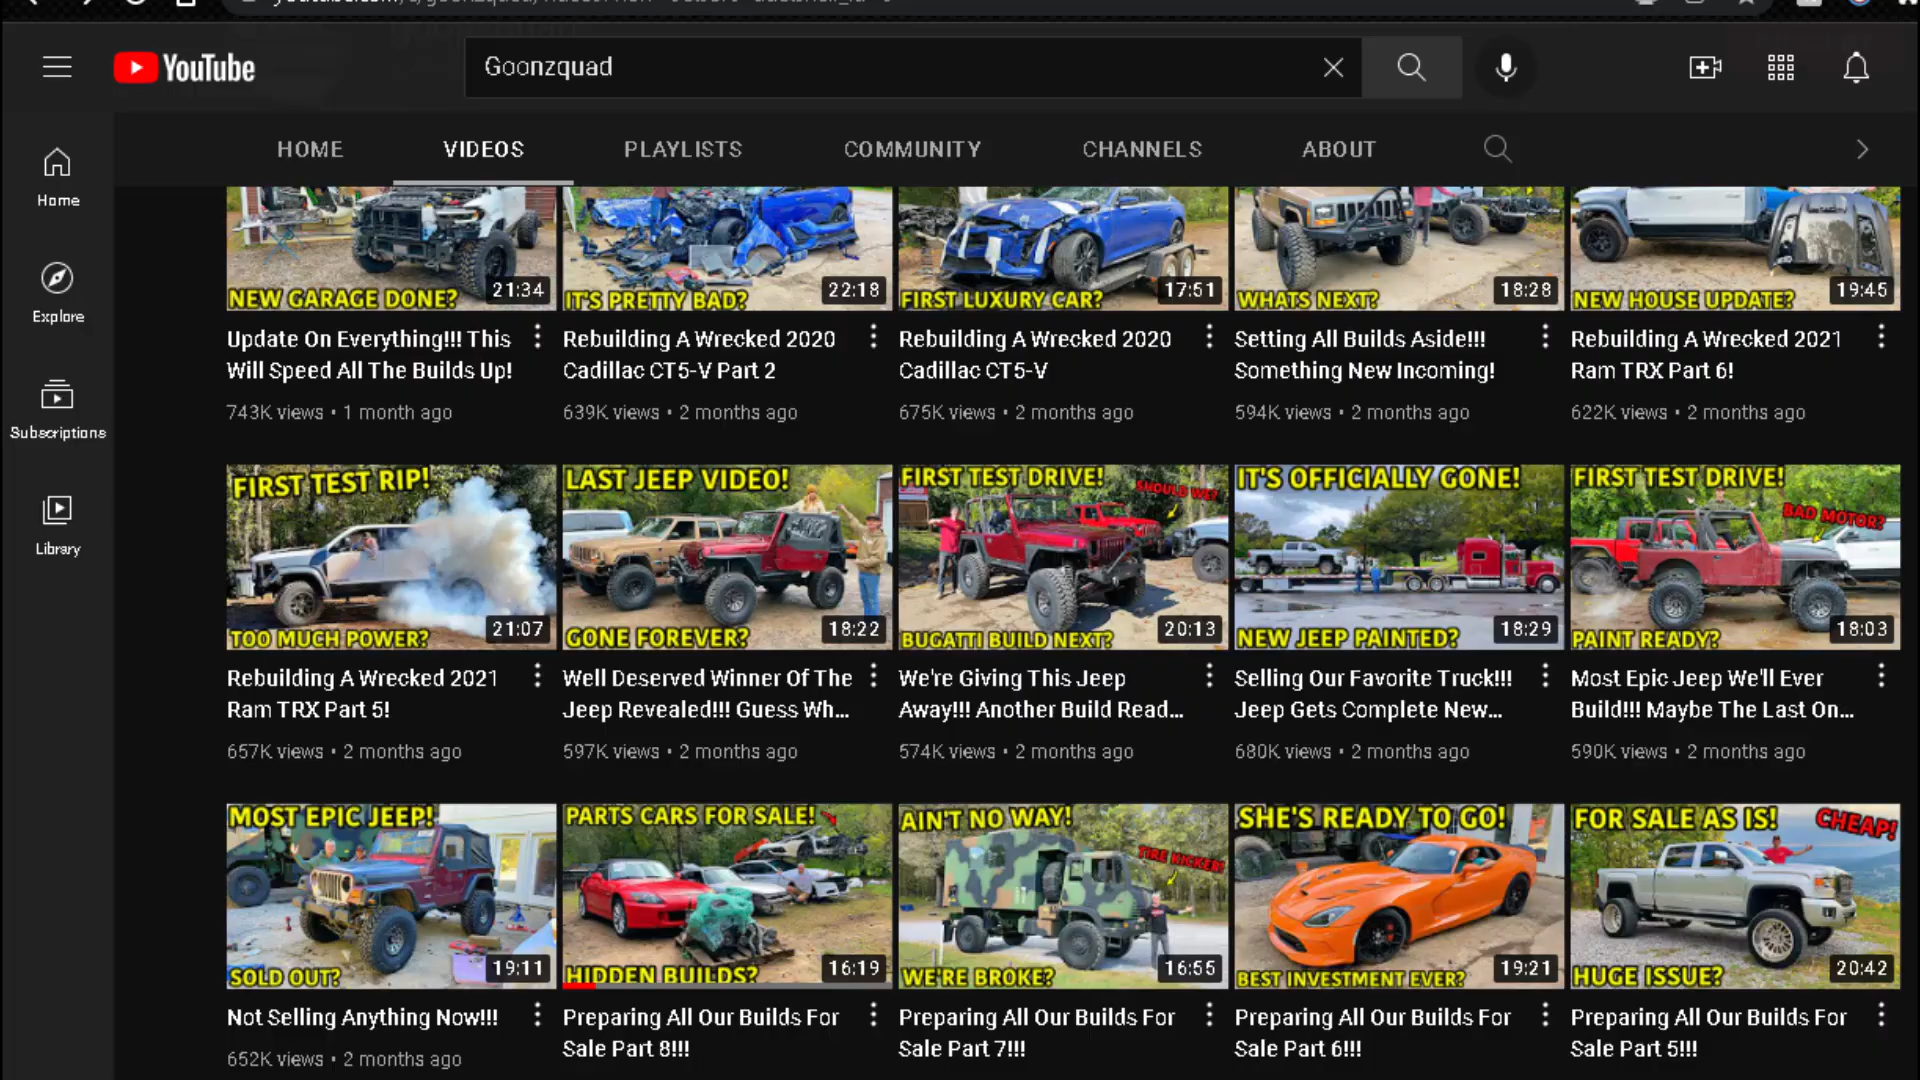 YouTube
Goonzquad
HOME VIDEOS PLAYLISTS COMMUNITY CHANNELS ABOUT
Home
Explore
Subscriptions
Library
NEW GARAGE DONE? 21:34
IT'S PRETTY BAD? 22:18
FIRST LUXURY CAR? 17:51
WHATS NEXT? 18:28
NEW HOUSE UPDATE? 19:45
Update On Everything!!! This
Will Speed All The Builds Up!
743K views • 1 month ago
Rebuilding A Wrecked 2020
Cadillac CT5-V Part 2
639K views • 2 months ago
Rebuilding A Wrecked 2020
Cadillac CT5-V
675K views • 2 months ago
Setting All Builds Aside!!!
Something New Incoming!
594K views • 2 months ago
Rebuilding A Wrecked 2021
Ram TRX Part 6!
622K views • 2 months ago
FIRST TEST RIP!
TOO MUCH POWER? 21:07
LAST JEEP VIDEO!
GONE FOREVER? 18:22
FIRST TEST DRIVE!
SHOULD WE?
BUGATTI BUILD NEXT? 20:13
IT'S OFFICIALLY GONE!
NEW JEEP PAINTED? 18:29
FIRST TEST DRIVE!
BAD MOTOR?
PAINT READY? 18:03
Rebuilding A Wrecked 2021
Ram TRX Part 5!
657K views • 2 months ago
Well Deserved Winner Of The
Jeep Revealed!!! Guess Wh...
597K views • 2 months ago
We're Giving This Jeep
Away!!! Another Build Read...
574K views • 2 months ago
Selling Our Favorite Truck!!!
Jeep Gets Complete New...
680K views • 2 months ago
Most Epic Jeep We'll Ever
Build!!! Maybe The Last On...
590K views • 2 months ago
MOST EPIC JEEP!
SOLD OUT? 19:11
PARTS CARS FOR SALE!
HIDDEN BUILDS? 16:19
AIN'T NO WAY!
TIRE KICKER!
WE'RE BROKE? 16:55
SHE'S READY TO GO!
BEST INVESTMENT EVER? 19:21
FOR SALE AS IS!
CHEAP!
HUGE ISSUE? 20:42
Not Selling Anything Now!!!
652K views • 2 months ago
Preparing All Our Builds For
Sale Part 8!!!
Preparing All Our Builds For
Sale Part 7!!!
Preparing All Our Builds For
Sale Part 6!!!
Preparing All Our Builds For
Sale Part 5!!!